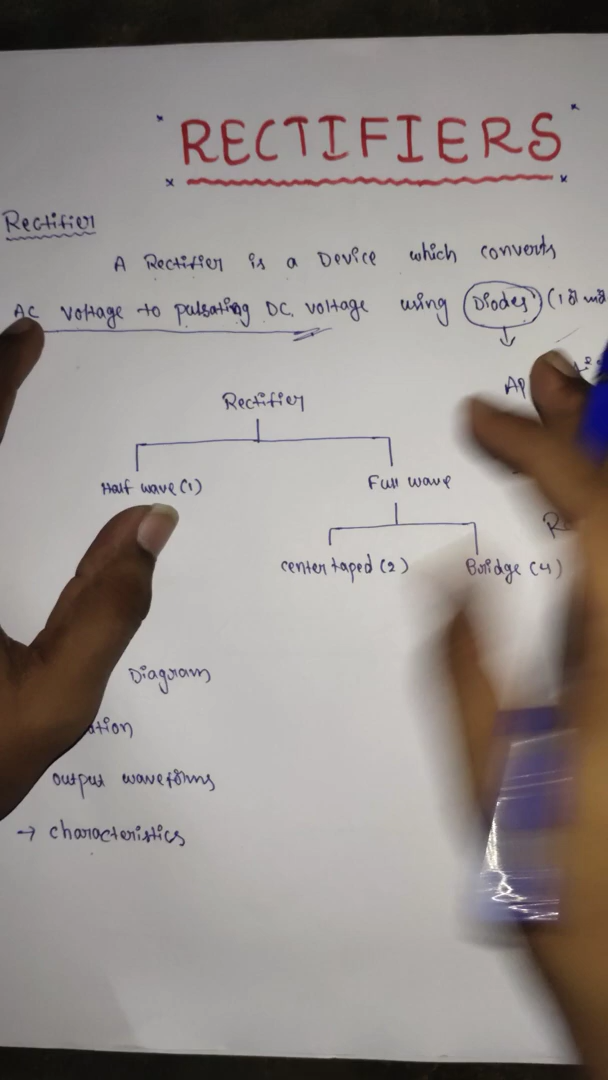 RECTIFIERS
Rectifier
A Rectifier is a Device which converts
AC voltage to pulsating DC voltage using Diodes (1
Rectifier
Half wave (1) Full wave
center taped (2) Bridge (4)
Diagram
output waveforms
→ characteristics